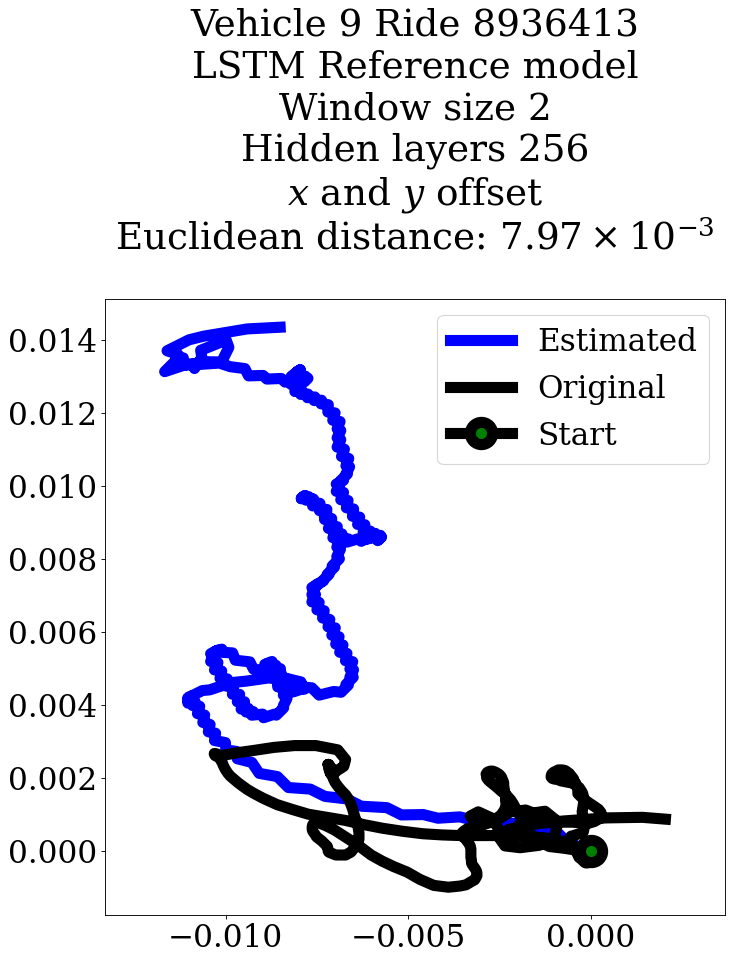 Vehicle 9 Ride 8936413
LSTM Reference model
Window size 2
Hidden layers 256
x and y offset
Euclidean distance: 7.97 × 10⁻³
Estimated
Original
Start
0.014
0.012
0.010
0.008
0.006
0.004
0.002
0.000
−0.010
−0.005
0.000